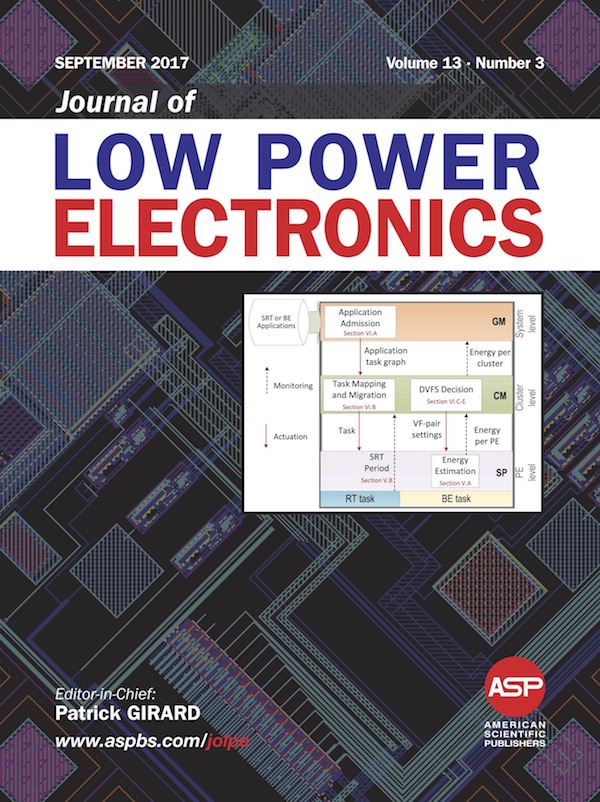 SEPTEMBER 2017
Volume 13 · Number 3
Journal of
LOW POWER
ELECTRONICS
SRT or BE
Applications
Application
Admission
Section VI.A
GM
System
level
Application
task graph
Energy per
cluster
Monitoring
Task Mapping
and Migration
Section VI.B
DVFS Decision
Section VI.C-E
CM
Cluster
level
Actuation
Task
VF-pair
settings
Energy
per PE
SRT
Period
Section V.B
Energy
Estimation
Section V.A
SP
PE
level
RT task
BE task
Editor-in-Chief:
Patrick GIRARD
www.aspbs.com/jolpe
ASP
AMERICAN
SCIENTIFIC
PUBLISHERS